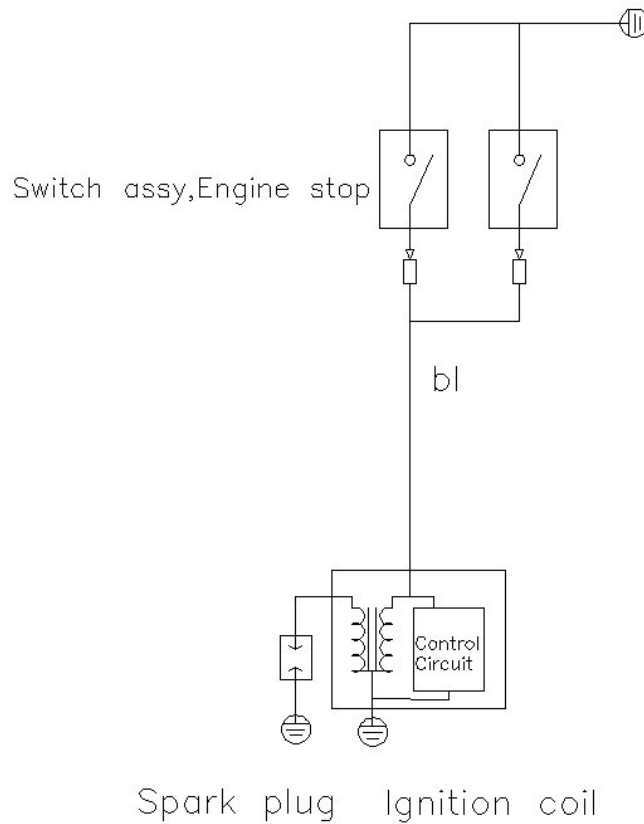 Switch assy,Engine stop
bl
Control
Circuit
Spark plug Ignition coil